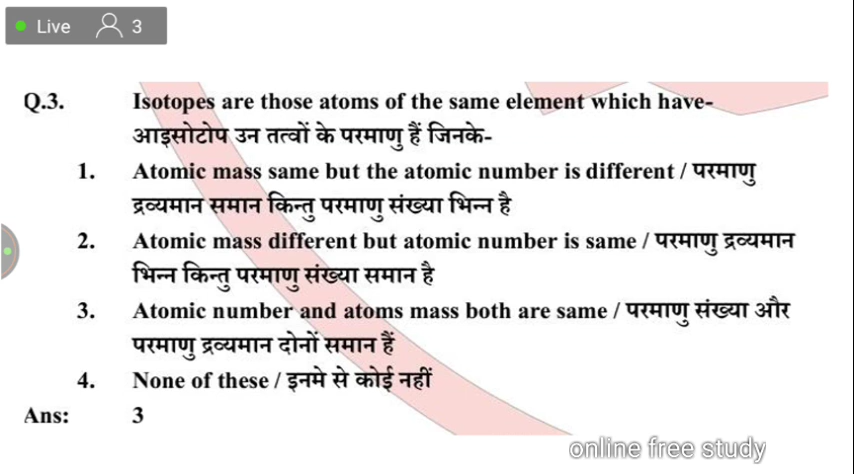 Live 3
Q.3. Isotopes are those atoms of the same element which have-
आइसोटोप उन तत्वों के परमाणु हैं जिनके-
1. Atomic mass same but the atomic number is different / परमाणु
द्रव्यमान समान किन्तु परमाणु संख्या भिन्न है
2. Atomic mass different but atomic number is same / परमाणु द्रव्यमान
भिन्न किन्तु परमाणु संख्या समान है
3. Atomic number and atoms mass both are same / परमाणु संख्या और
परमाणु द्रव्यमान दोनों समान हैं
4. None of these / इनमे से कोई नहीं
Ans: 3
online free study